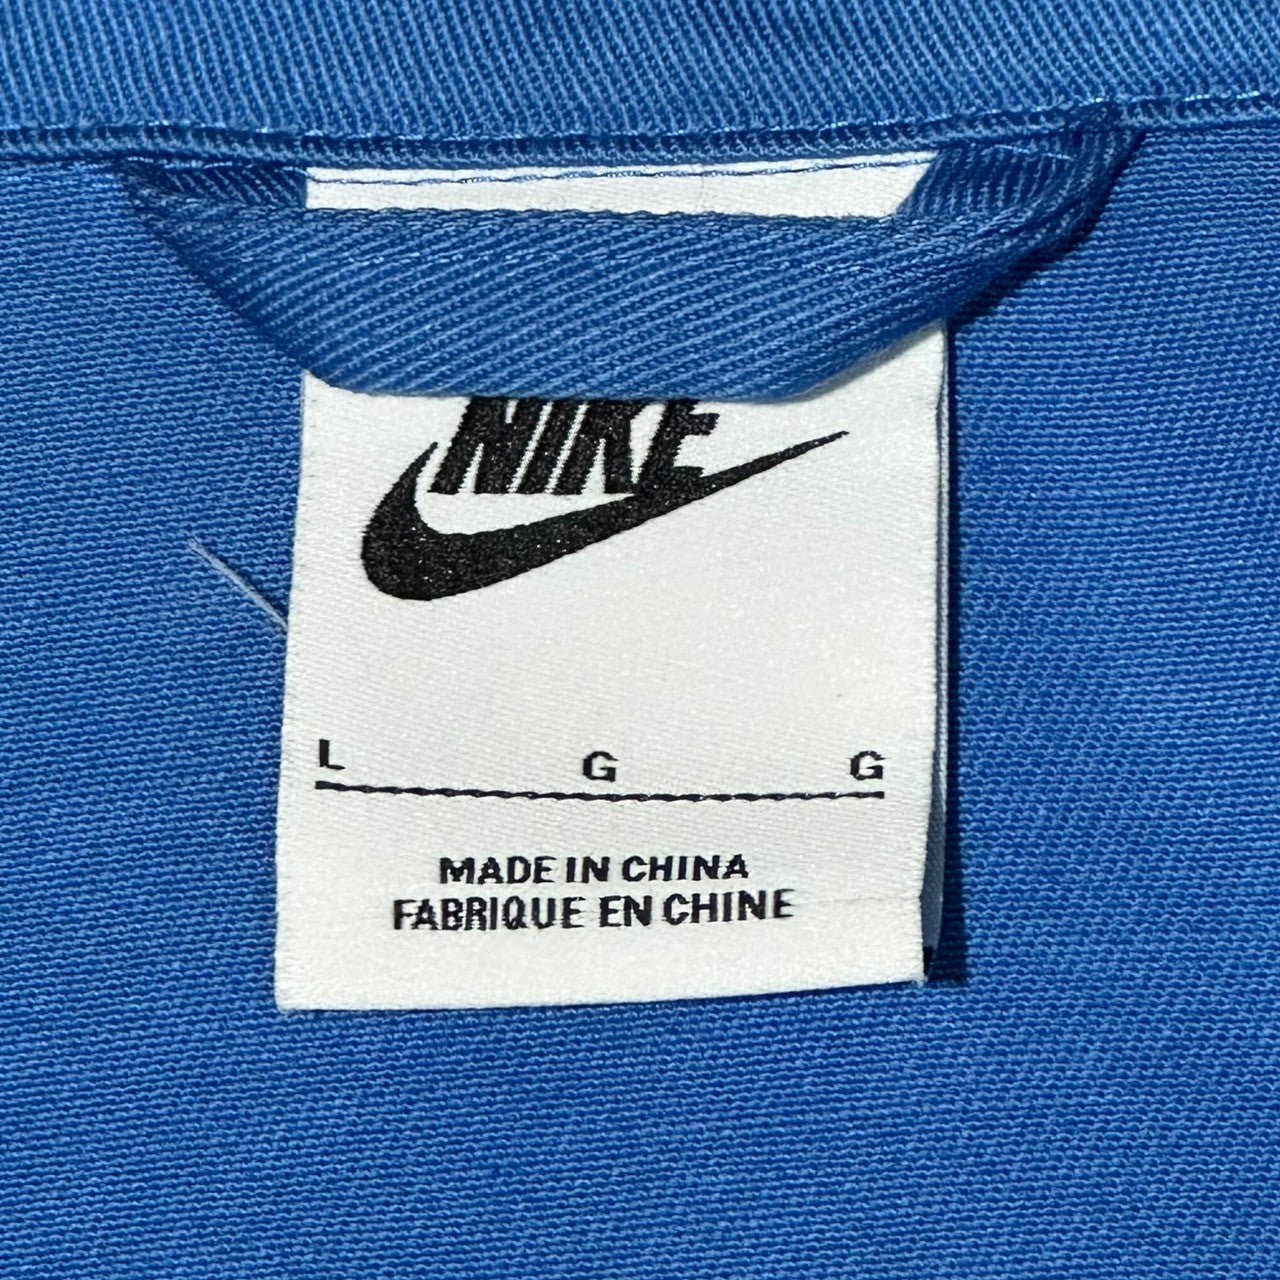 NIKE
L G G
MADE IN CHINA
FABRIQUE EN CHINE